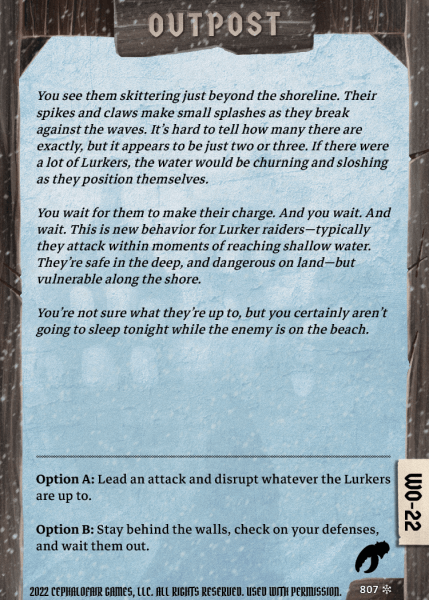 OUTPOST
You see them skittering just beyond the shoreline. Their
spikes and claws make small splashes as they break
against the waves. It's hard to tell how many there are
exactly, but it appears to be just two or three. If there were
a lot of Lurkers, the water would be churning and sloshing
as they position themselves.
You wait for them to make their charge. And you wait. And
wait. This is new behavior for Lurker raiders—typically
they attack within moments of reaching shallow water.
They're safe in the deep, and dangerous on land—but
vulnerable along the shore.
You're not sure what they're up to, but you certainly aren't
going to sleep tonight while the enemy is on the beach.
Option A: Lead an attack and disrupt whatever the Lurkers
are up to.
Option B: Stay behind the walls, check on your defenses,
and wait them out.
WO-22
2022 CEPHALOFAIR GAMES, LLC. ALL RIGHTS RESERVED. USED WITH PERMISSION.
807